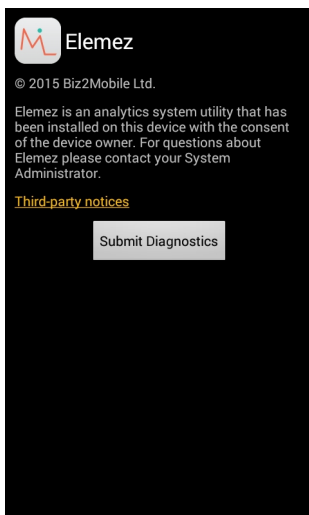 Elemez
© 2015 Biz2Mobile Ltd.
Elemez is an analytics system utility that has
been installed on this device with the consent
of the device owner. For questions about
Elemez please contact your System
Administrator.
Third-party notices
Submit Diagnostics